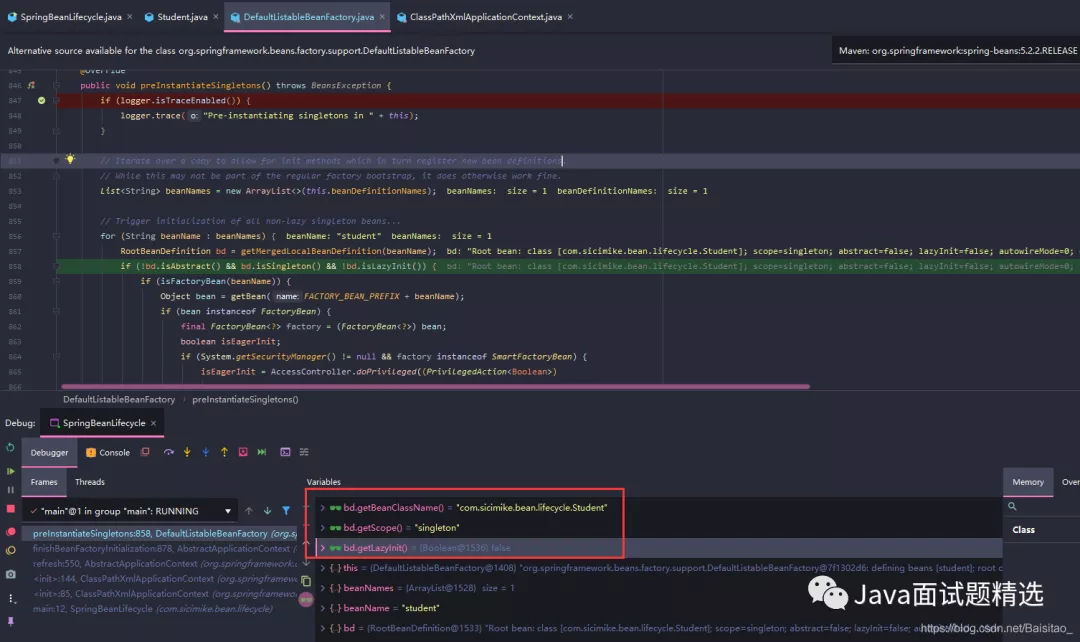 SpringBeanLifecycle.java × Student.java × DefaultListableBeanFactory.java × ClassPathXmlApplicationContext.java ×
Alternative source available for the class org.springframework.beans.factory.support.DefaultListableBeanFactory Maven: org.springframework:spring-beans:5.2.2.RELEASE
845 @Override
846 public void preInstantiateSingletons() throws BeansException {
847 if (logger.isTraceEnabled()) {
848 logger.trace( o: "Pre-instantiating singletons in " + this);
849 }
850
851 // Iterate over a copy to allow for init methods which in turn register new bean definitions
852 // While this may not be part of the regular factory bootstrap, it does otherwise work fine.
853 List<String> beanNames = new ArrayList<>(this.beanDefinitionNames); beanNames: size = 1 beanDefinitionNames: size = 1
854
855 // Trigger initialization of all non-lazy singleton beans...
856 for (String beanName : beanNames) { beanName: "student" beanNames: size = 1
857 RootBeanDefinition bd = getMergedLocalBeanDefinition(beanName); bd: "Root bean: class [com.sicimike.bean.lifecycle.Student]; scope=singleton; abstract=false; lazyInit=false; autowireMode=0;
858 if (!bd.isAbstract() && bd.isSingleton() && !bd.isLazyInit()) { bd: "Root bean: class [com.sicimike.bean.lifecycle.Student]; scope=singleton; abstract=false; lazyInit=false; autowireMode=0;
859 if (isFactoryBean(beanName)) {
860 Object bean = getBean( name: FACTORY_BEAN_PREFIX + beanName);
861 if (bean instanceof FactoryBean) {
862 final FactoryBean<?> factory = (FactoryBean<?>) bean;
863 boolean isEagerInit;
864 if (System.getSecurityManager() != null && factory instanceof SmartFactoryBean) {
865 isEagerInit = AccessController.doPrivileged((PrivilegedAction<Boolean>)
866
DefaultListableBeanFactory › preInstantiateSingletons()
Debug: SpringBeanLifecycle ×
Debugger Console
Frames Threads Variables Memory Over
"main"@1 in group "main": RUNNING
preInstantiateSingletons:858, DefaultListableBeanFactory (org.s
finishBeanFactoryInitialization:878, AbstractApplicationContext
refresh:550, AbstractApplicationContext (org.springframework.
<init>:144, ClassPathXmlApplicationContext (org.springframew
<init>:85, ClassPathXmlApplicationContext (org.springframewor
main:12, SpringBeanLifecycle (com.sicimike.bean.lifecycle)
bd.getBeanClassName() = "com.sicimike.bean.lifecycle.Student"
bd.getScope() = "singleton"
bd.getLazyInit() = {Boolean@1536} false
this = {DefaultListableBeanFactory@1408} "org.springframework.beans.factory.support.DefaultListableBeanFactory@7f1302d6: defining beans [student]; root o
beanNames = {ArrayList@1528} size = 1
beanName = "student"
bd = {RootBeanDefinition@1533} "Root bean: class [com.sicimike.bean.lifecycle.Student]; scope=singleton; abstract=false; lazyInit=false; au
Class
Java面试题精选
https://blog.csdn.net/Baisitao_